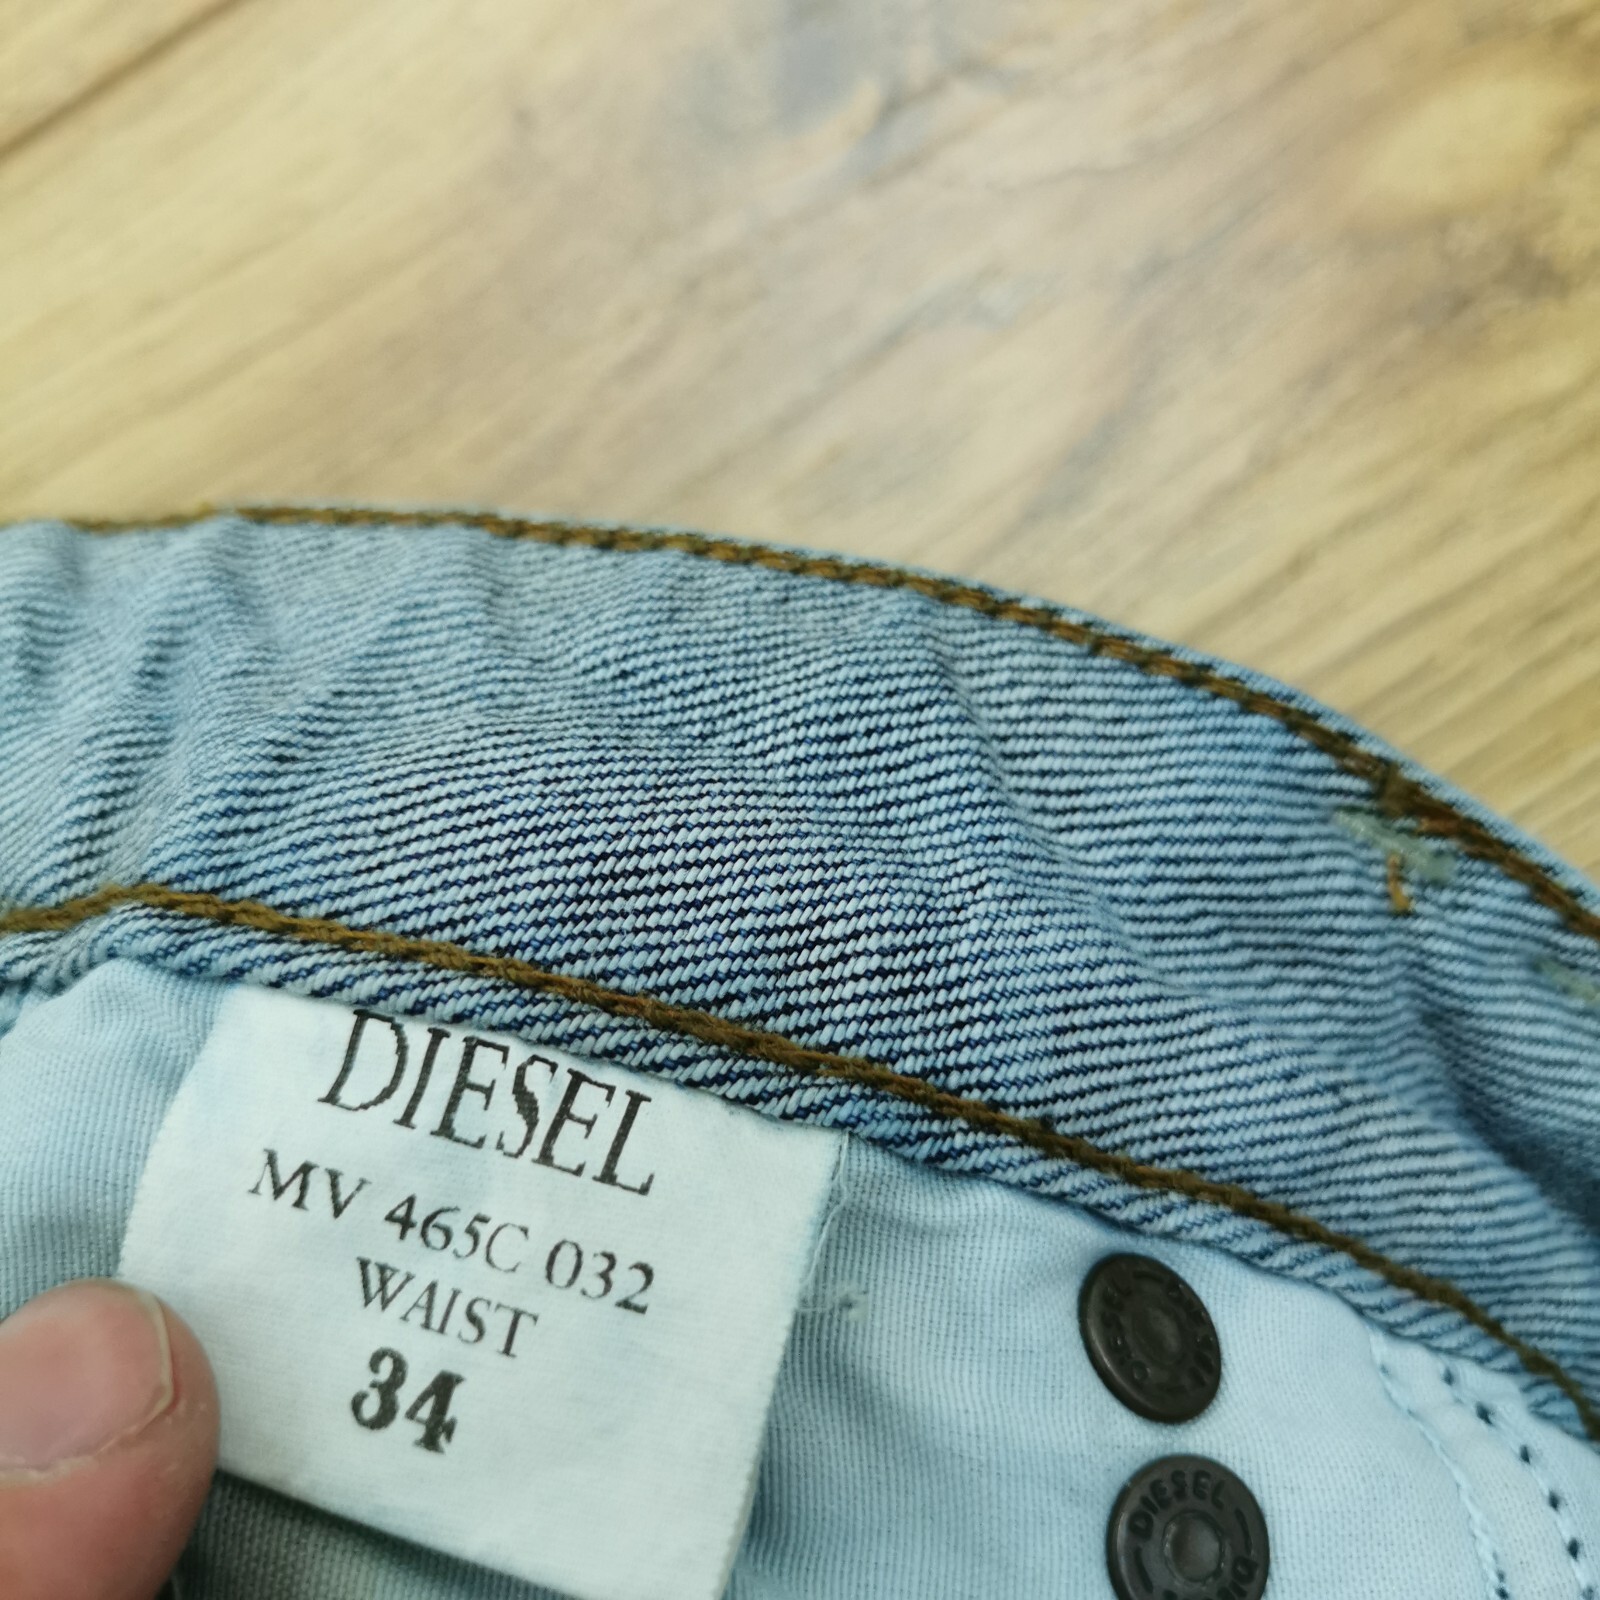 DIESEL
MV 465C 032
WAIST
34
DIESEL